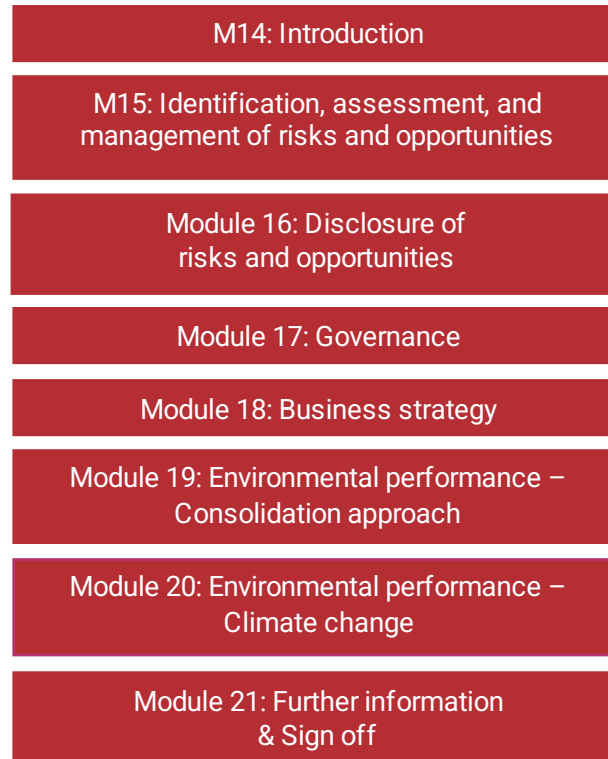 M14: Introduction
M15: Identification, assessment, and
management of risks and opportunities
Module 16: Disclosure of
risks and opportunities
Module 17: Governance
Module 18: Business strategy
Module 19: Environmental performance –
Consolidation approach
Module 20: Environmental performance –
Climate change
Module 21: Further information
& Sign off